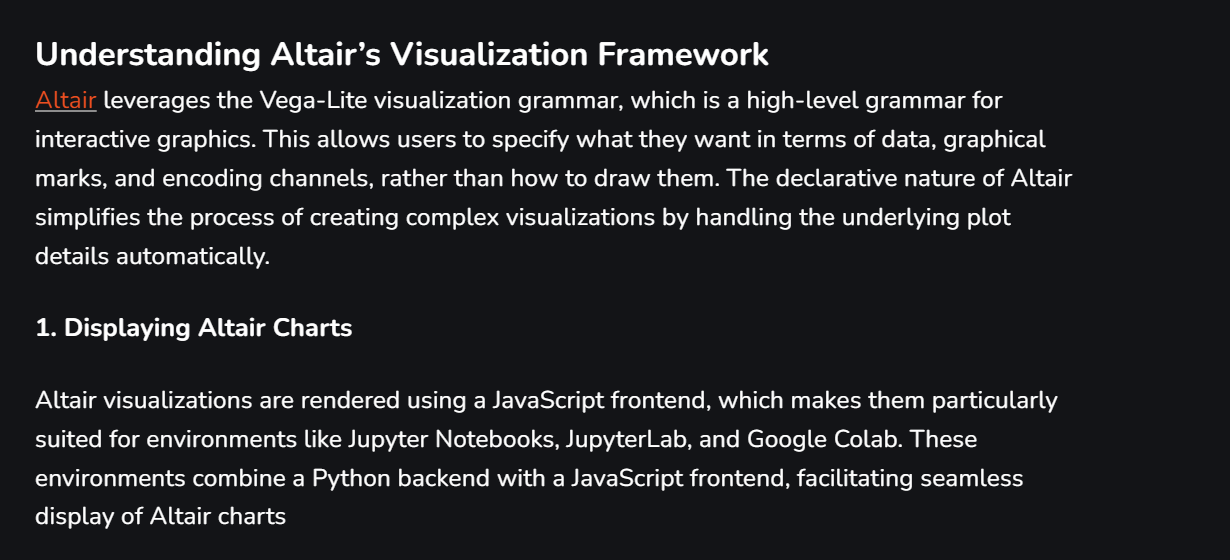 Understanding Altair’s Visualization Framework
Altair leverages the Vega-Lite visualization grammar, which is a high-level grammar for
interactive graphics. This allows users to specify what they want in terms of data, graphical
marks, and encoding channels, rather than how to draw them. The declarative nature of Altair
simplifies the process of creating complex visualizations by handling the underlying plot
details automatically.
1. Displaying Altair Charts
Altair visualizations are rendered using a JavaScript frontend, which makes them particularly
suited for environments like Jupyter Notebooks, JupyterLab, and Google Colab. These
environments combine a Python backend with a JavaScript frontend, facilitating seamless
display of Altair charts